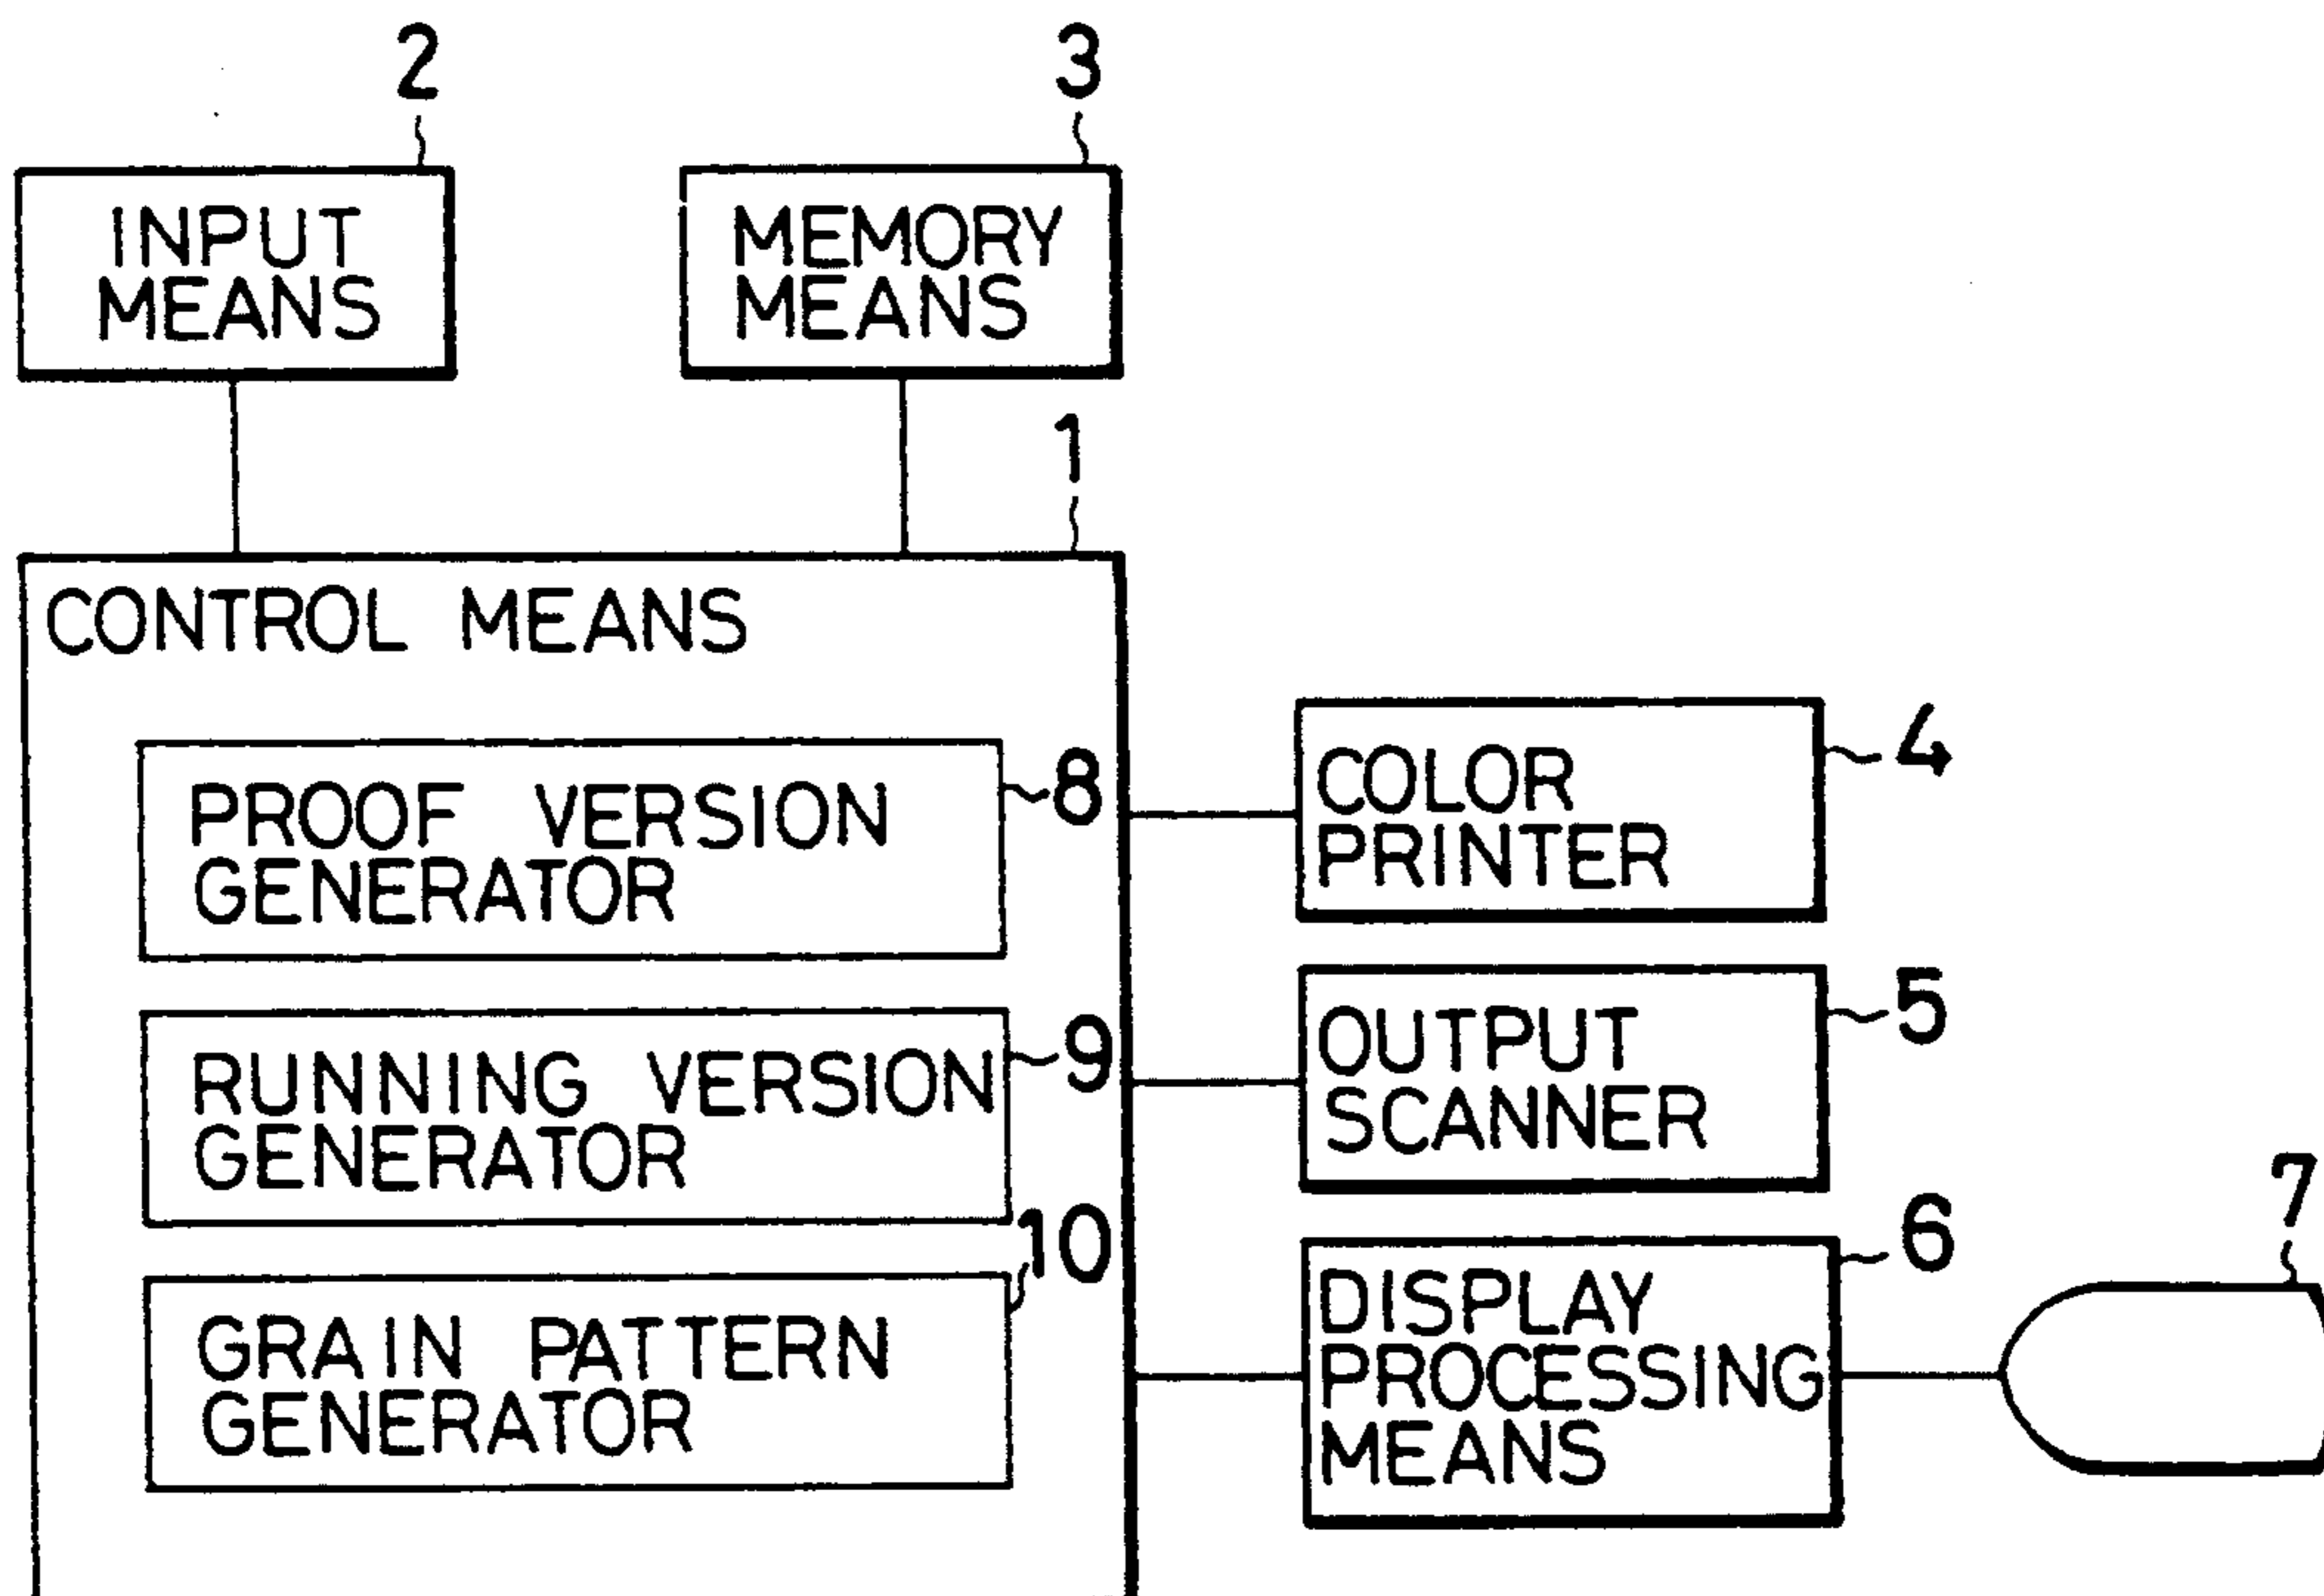 2
3
INPUT
MEANS
MEMORY
MEANS
1
CONTROL MEANS
PROOF VERSION
GENERATOR
8
RUNNING VERSION
GENERATOR
9
GRAIN PATTERN
GENERATOR
10
COLOR
PRINTER
4
OUTPUT
SCANNER
5
DISPLAY
PROCESSING
MEANS
6
7